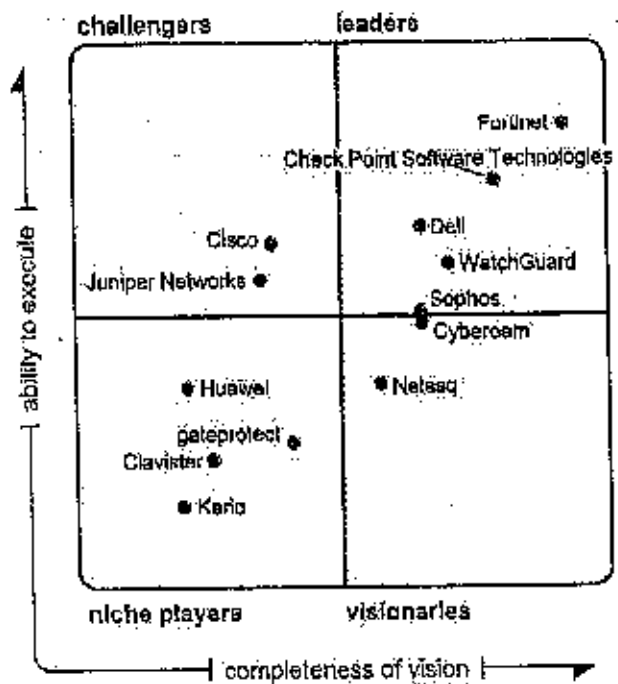 challengers
leaders
Fortinet
Check Point Software Technologies
Dell
Cisco
WatchGuard
Juniper Networks
Sophos
Cyberoam
Huawei
Netasq
gateprotect
Clavister
Kerio
niche players
visionaries
ability to execute
completeness of vision